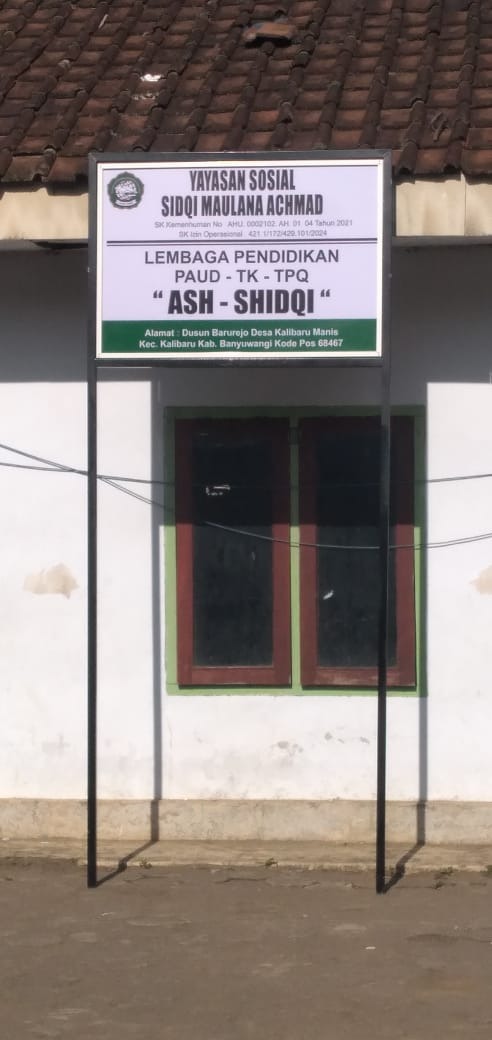 YAYASAN SOSIAL
SIDQI MAULANA ACHMAD
SK Kemenhuman No : AHU. 0002102. AH. 01. 04 Tahun 2021
SK Izin Operasional : 421.1/172/429.101/2024
LEMBAGA PENDIDIKAN
PAUD - TK - TPQ
“ ASH - SHIDQI “
Alamat : Dusun Barurejo Desa Kalibaru Manis
Kec. Kalibaru Kab. Banyuwangi Kode Pos 68467